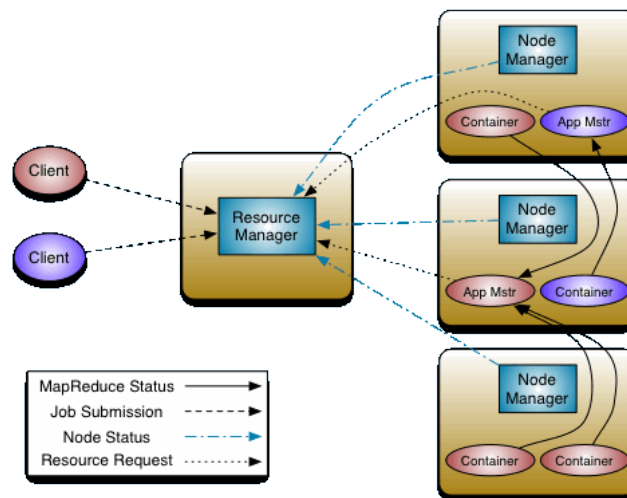 Node
Manager
Container
App Mstr
Client
Resource
Manager
Node
Manager
Client
App Mstr
Container
Node
Manager
MapReduce Status
Job Submission
Node Status
Resource Request
Container
Container